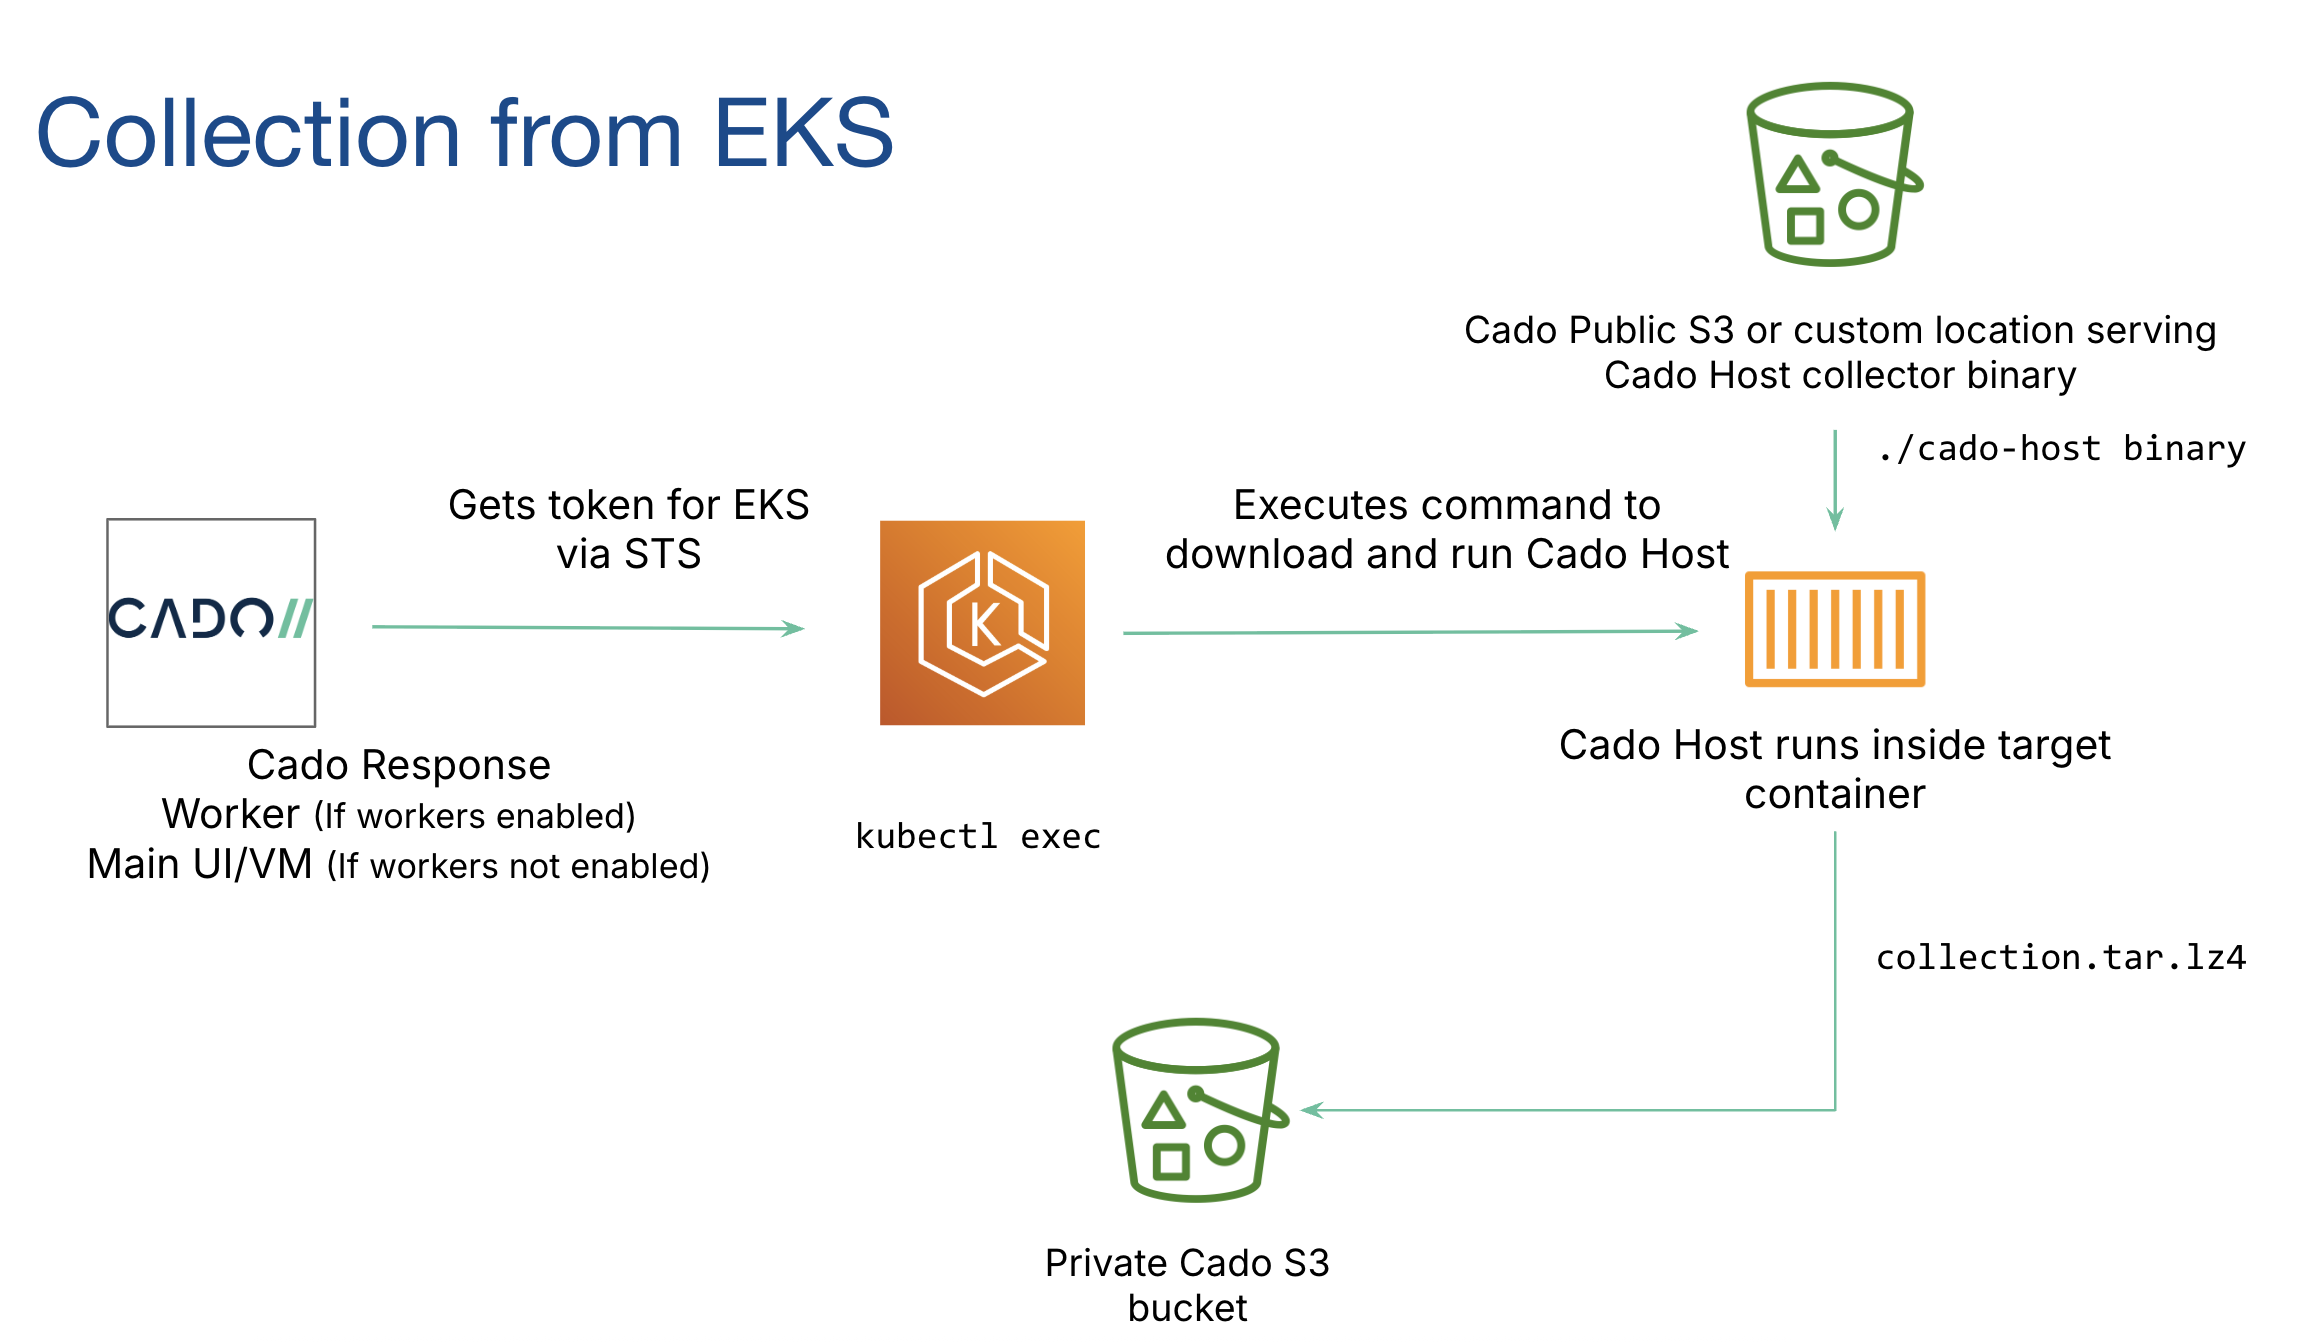 Collection from EKS
Cado Public S3 or custom location serving
Cado Host collector binary
./cado-host binary
Gets token for EKS
via STS
Executes command to
download and run Cado Host
CADO//
K
Cado Response
Worker (If workers enabled)
Main UI/VM (If workers not enabled)
kubectl exec
Cado Host runs inside target
container
collection.tar.lz4
Private Cado S3
bucket